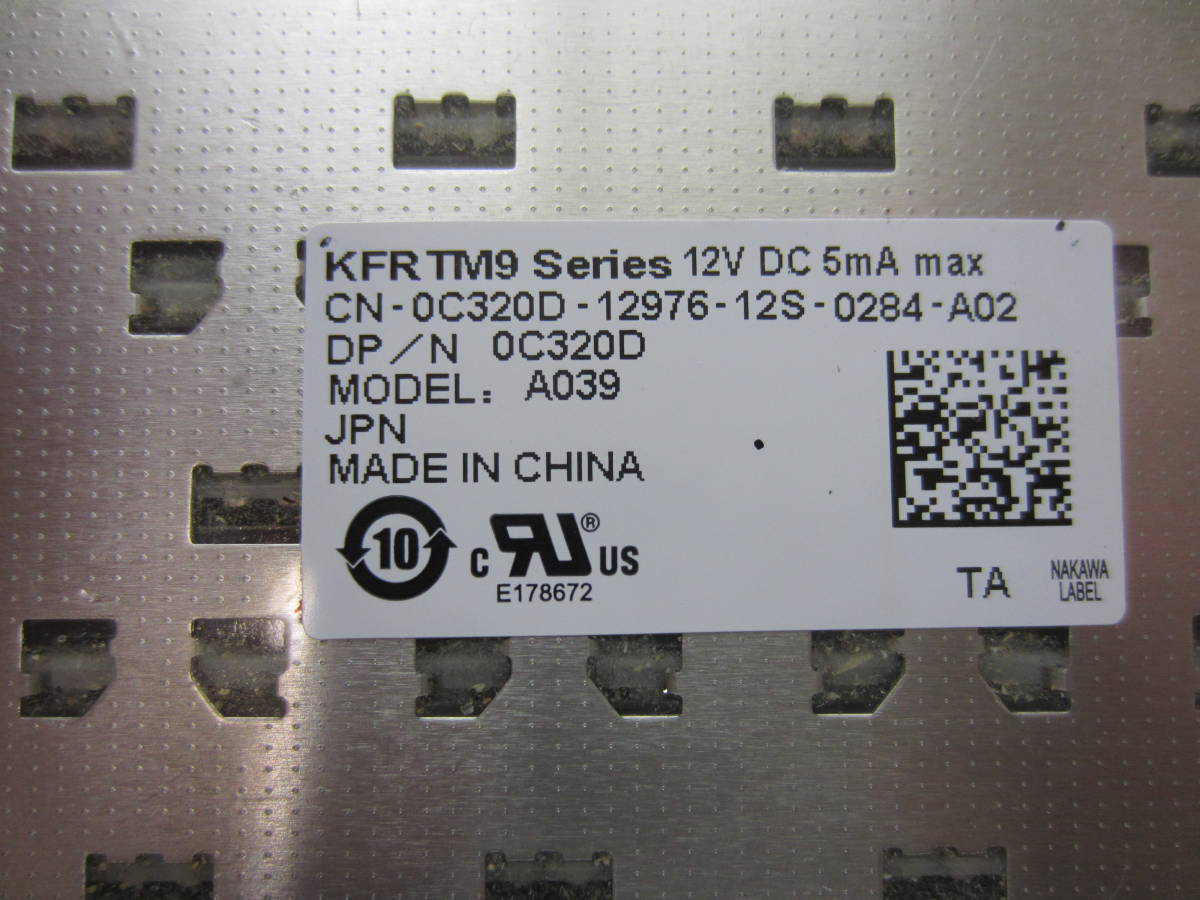 KFRTM9 Series 12V DC 5mA max
CN-0C320D-12976-12S-0284-A02
DP/N 0C320D
MODEL: A039
JPN
MADE IN CHINA
10
C RU® US
E178672
TA
NAKAWA
LABEL